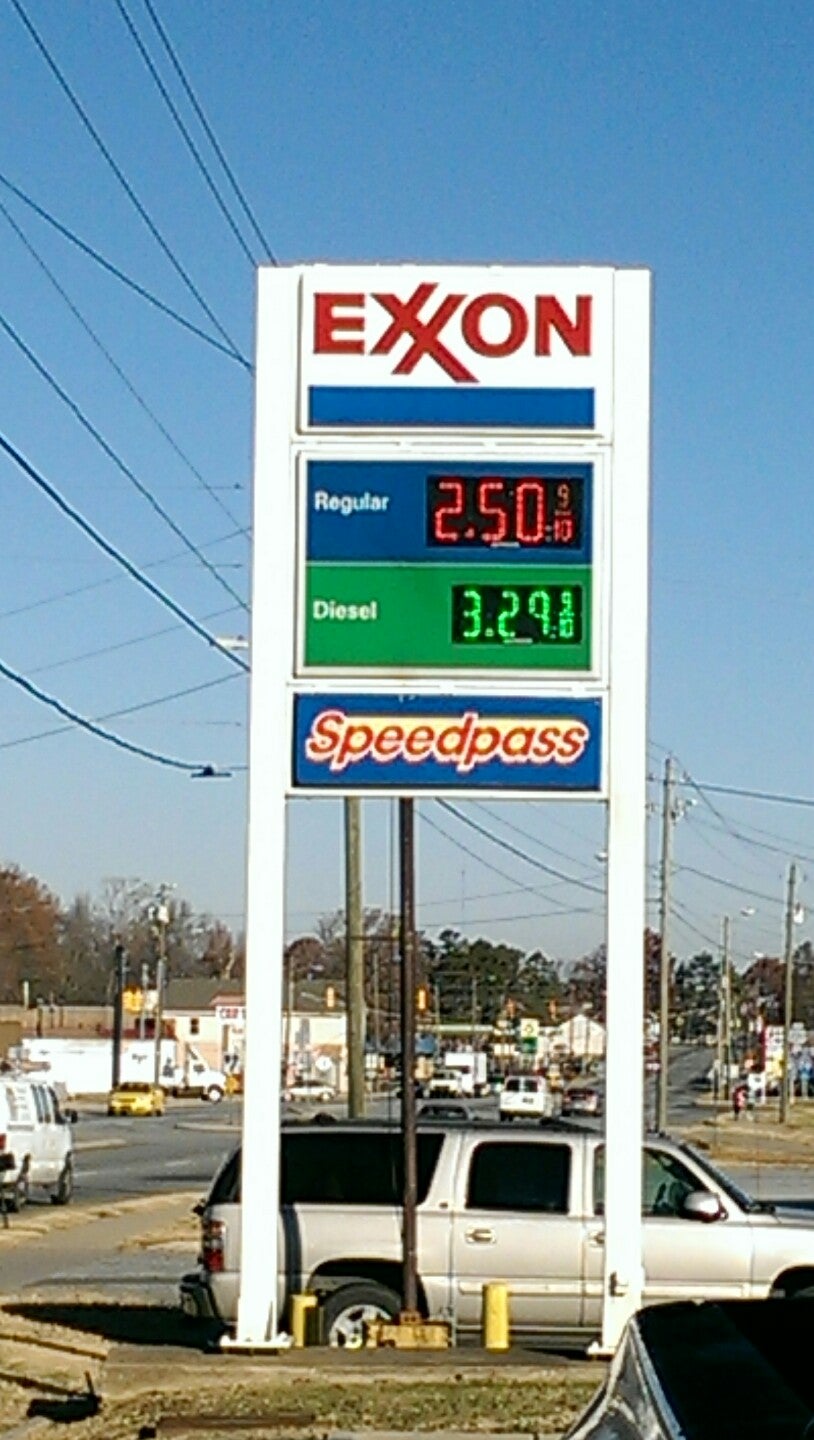 EXXON
Regular 2.50 9/10
Diesel 3.29 9/10
Speedpass